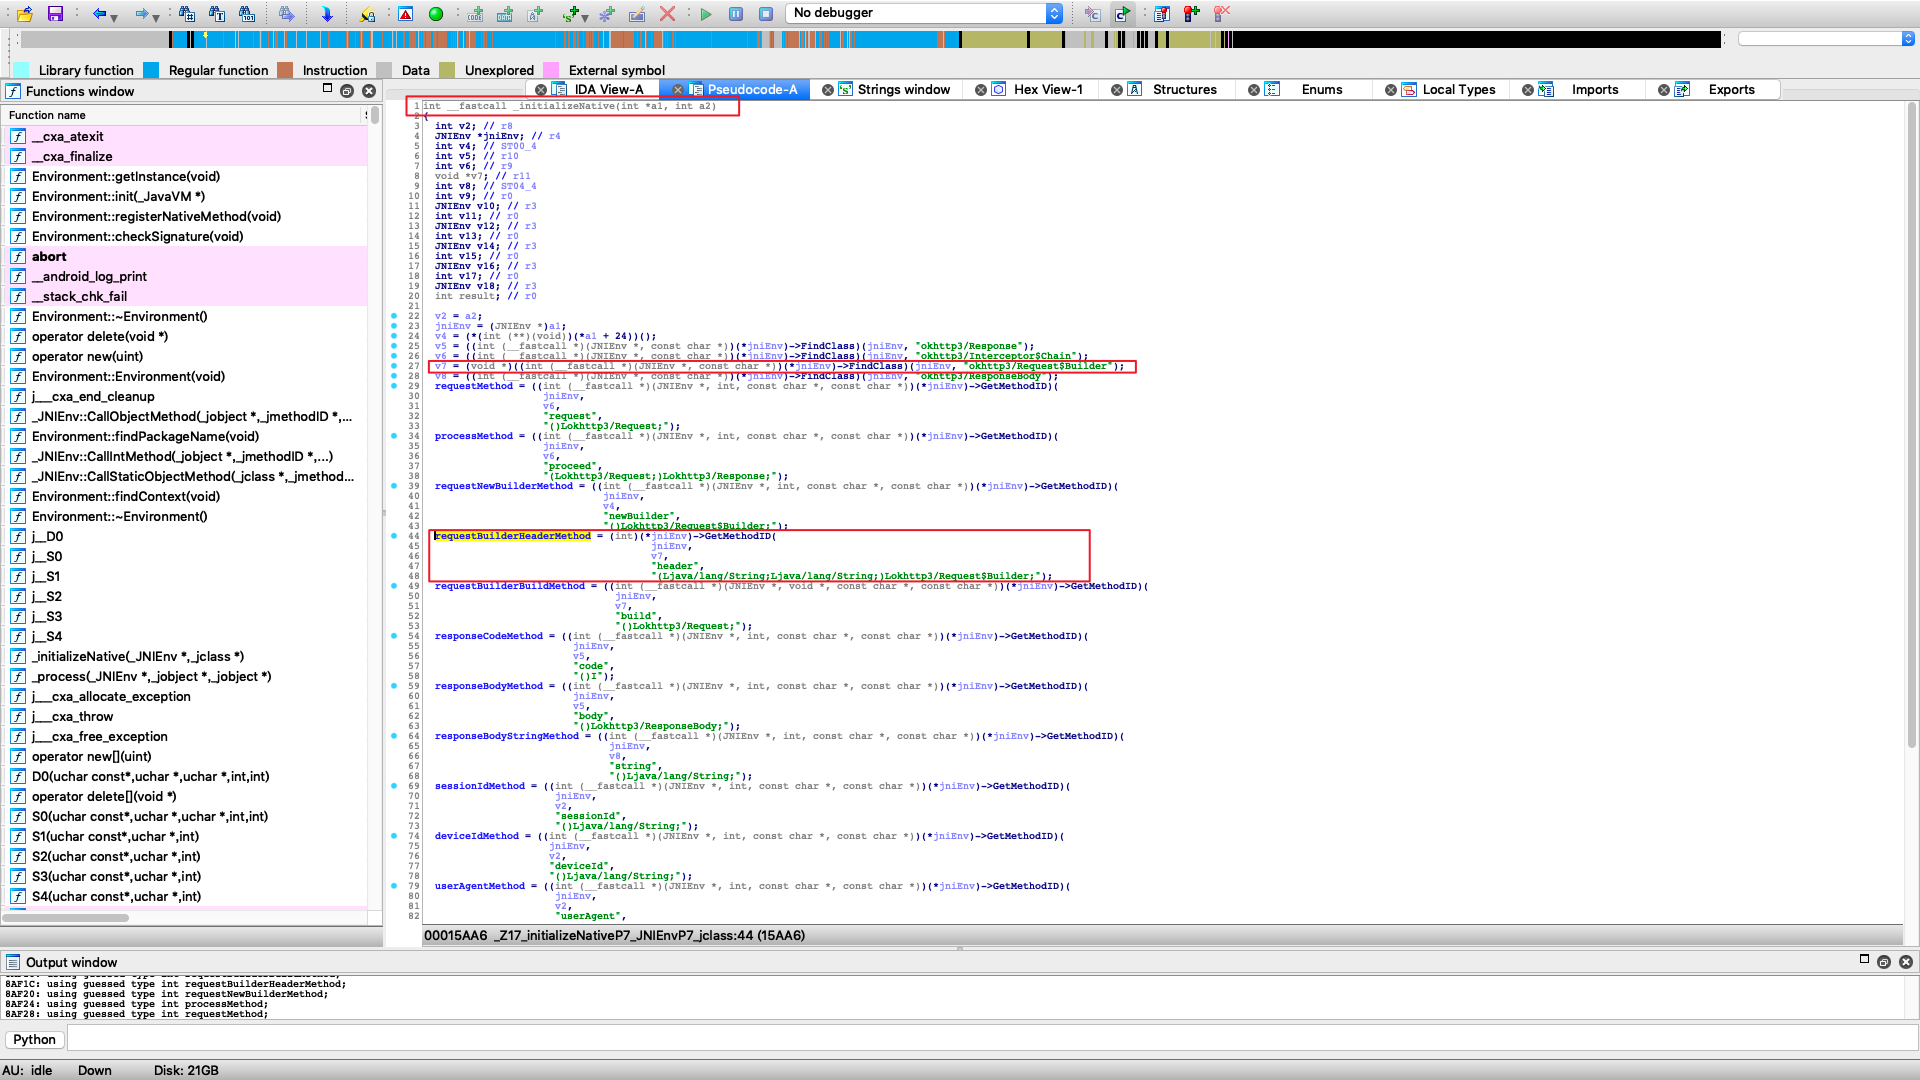 No debugger
Library function Regular function Instruction Data Unexplored External symbol
Functions window
IDA View-A Pseudocode-A Strings window Hex View-1 Structures Enums Local Types Imports Exports
Function name
__cxa_atexit
__cxa_finalize
Environment::getInstance(void)
Environment::init(_JavaVM *)
Environment::registerNativeMethod(void)
Environment::checkSignature(void)
abort
__android_log_print
__stack_chk_fail
Environment::~Environment()
operator delete(void *)
operator new(uint)
Environment::Environment(void)
j___cxa_end_cleanup
_JNIEnv::CallObjectMethod(_jobject *,_jmethodID *,...
Environment::findPackageName(void)
_JNIEnv::CallIntMethod(_jobject *,_jmethodID *,...)
_JNIEnv::CallStaticObjectMethod(_jclass *,_jmethod...
Environment::findContext(void)
Environment::~Environment()
j__D0
j__S0
j__S1
j__S2
j__S3
j__S4
_initializeNative(_JNIEnv *,_jclass *)
_process(_JNIEnv *,_jobject *,_jobject *)
j___cxa_allocate_exception
j___cxa_throw
j___cxa_free_exception
operator new[](uint)
D0(uchar const*,uchar *,uchar *,int,int)
operator delete[](void *)
S0(uchar const*,uchar *,uchar *,int,int)
S1(uchar const*,uchar *,int)
S2(uchar const*,uchar *,int)
S3(uchar const*,uchar *,int)
S4(uchar const*,uchar *,int)
1 int __fastcall _initializeNative(int *a1, int a2)
2 {
3 int v2; // r8
4 JNIEnv *jniEnv; // r4
5 int v4; // ST00_4
6 int v5; // r10
7 int v6; // r9
8 void *v7; // r11
9 int v8; // ST04_4
10 int v9; // r0
11 JNIEnv v10; // r3
12 int v11; // r0
13 JNIEnv v12; // r3
14 int v13; // r0
15 JNIEnv v14; // r3
16 int v15; // r0
17 JNIEnv v16; // r3
18 int v17; // r0
19 JNIEnv v18; // r3
20 int result; // r0
21
22 v2 = a2;
23 jniEnv = (JNIEnv *)a1;
24 v4 = (*(int (**)(void))(*a1 + 24))();
25 v5 = ((int (__fastcall *)(JNIEnv *, const char *))(*jniEnv)->FindClass)(jniEnv, "okhttp3/Response");
26 v6 = ((int (__fastcall *)(JNIEnv *, const char *))(*jniEnv)->FindClass)(jniEnv, "okhttp3/Interceptor$Chain");
27 v7 = (void *)((int (__fastcall *)(JNIEnv *, const char *))(*jniEnv)->FindClass)(jniEnv, "okhttp3/Request$Builder");
28 v8 = ((int (__fastcall *)(JNIEnv *, const char *))(*jniEnv)->FindClass)(jniEnv, "okhttp3/ResponseBody");
29 requestMethod = ((int (__fastcall *)(JNIEnv *, int, const char *, const char *))(*jniEnv)->GetMethodID)(
30 jniEnv,
31 v6,
32 "request",
33 "()Lokhttp3/Request;");
34 processMethod = ((int (__fastcall *)(JNIEnv *, int, const char *, const char *))(*jniEnv)->GetMethodID)(
35 jniEnv,
36 v6,
37 "proceed",
38 "(Lokhttp3/Request;)Lokhttp3/Response;");
39 requestNewBuilderMethod = ((int (__fastcall *)(JNIEnv *, int, const char *, const char *))(*jniEnv)->GetMethodID)(
40 jniEnv,
41 v4,
42 "newBuilder",
43 "()Lokhttp3/Request$Builder;");
44 requestBuilderHeaderMethod = (int)(*jniEnv)->GetMethodID(
45 jniEnv,
46 v7,
47 "header",
48 "(Ljava/lang/String;Ljava/lang/String;)Lokhttp3/Request$Builder;");
49 requestBuilderBuildMethod = ((int (__fastcall *)(JNIEnv *, void *, const char *, const char *))(*jniEnv)->GetMethodID)(
50 jniEnv,
51 v7,
52 "build",
53 "()Lokhttp3/Request;");
54 responseCodeMethod = ((int (__fastcall *)(JNIEnv *, int, const char *, const char *))(*jniEnv)->GetMethodID)(
55 jniEnv,
56 v5,
57 "code",
58 "()I");
59 responseBodyMethod = ((int (__fastcall *)(JNIEnv *, int, const char *, const char *))(*jniEnv)->GetMethodID)(
60 jniEnv,
61 v5,
62 "body",
63 "()Lokhttp3/ResponseBody;");
64 responseBodyStringMethod = ((int (__fastcall *)(JNIEnv *, int, const char *, const char *))(*jniEnv)->GetMethodID)(
65 jniEnv,
66 v8,
67 "string",
68 "()Ljava/lang/String;");
69 sessionIdMethod = ((int (__fastcall *)(JNIEnv *, int, const char *, const char *))(*jniEnv)->GetMethodID)(
70 jniEnv,
71 v2,
72 "sessionId",
73 "()Ljava/lang/String;");
74 deviceIdMethod = ((int (__fastcall *)(JNIEnv *, int, const char *, const char *))(*jniEnv)->GetMethodID)(
75 jniEnv,
76 v2,
77 "deviceId",
78 "()Ljava/lang/String;");
79 userAgentMethod = ((int (__fastcall *)(JNIEnv *, int, const char *, const char *))(*jniEnv)->GetMethodID)(
80 jniEnv,
81 v2,
82 "userAgent",
00015AA6 _Z17_initializeNativeP7_JNIEnvP7_jclass:44 (15AA6)
Output window
8AF1C: using guessed type int requestBuilderHeaderMethod;
8AF20: using guessed type int requestNewBuilderMethod;
8AF24: using guessed type int processMethod;
8AF28: using guessed type int requestMethod;
Python
AU: idle Down Disk: 21GB